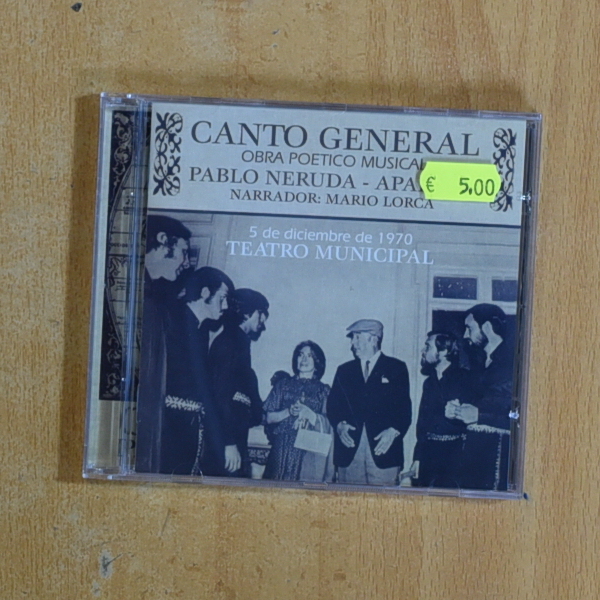 CANTO GENERAL
OBRA POETICO MUSICAL
PABLO NERUDA - APA
NARRADOR: MARIO LORCA
€ 5,00
5 de diciembre de 1970
TEATRO MUNICIPAL